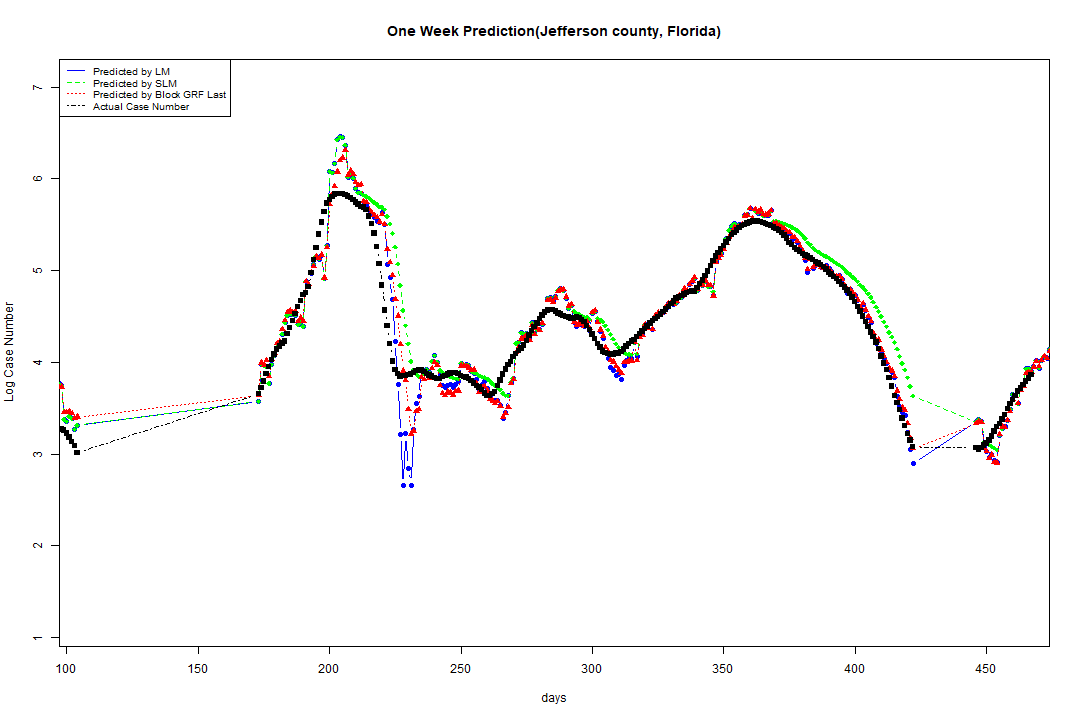 One Week Prediction(Jefferson county, Florida)
Predicted by LM
Predicted by SLM
Predicted by Block GRF Last
Actual Case Number
7
6
5
4
3
2
1
Log Case Number
100 150 200 250 300 350 400 450
days